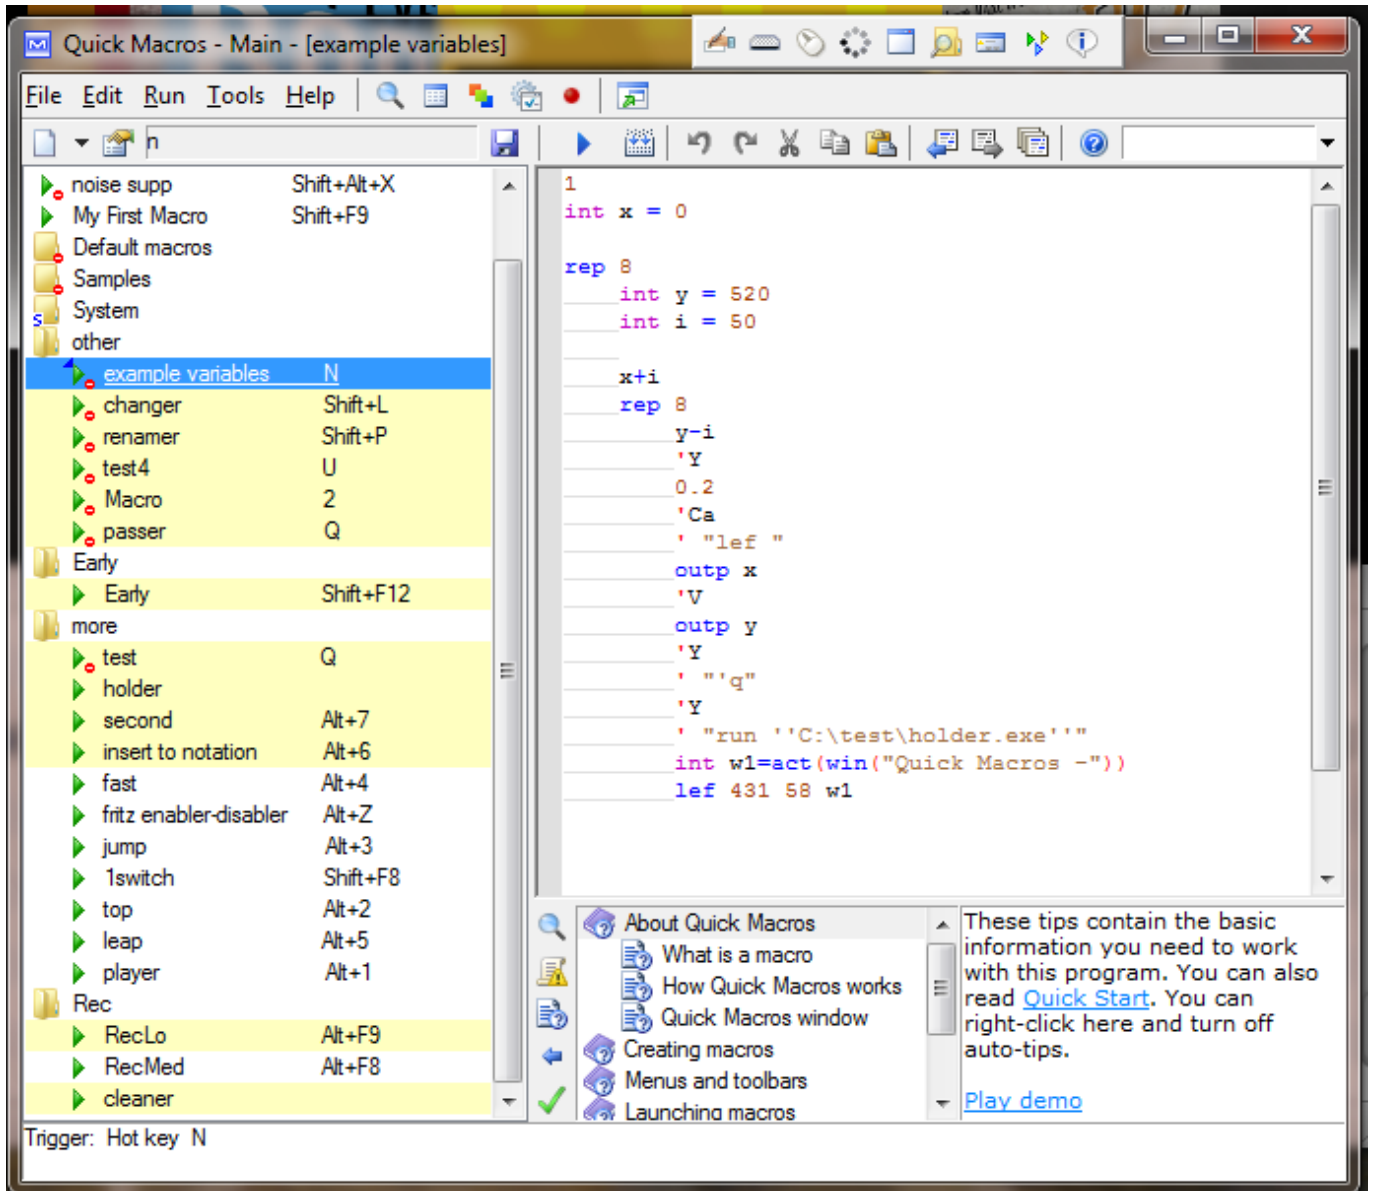 Quick Macros - Main - [example variables]
File Edit Run Tools Help
n
noise supp Shift+Alt+X
My First Macro Shift+F9
Default macros
Samples
System
other
example variables N
changer Shift+L
renamer Shift+P
test4 U
Macro 2
passer Q
Early
Early Shift+F12
more
test Q
holder
second Alt+7
insert to notation Alt+6
fast Alt+4
fritz enabler-disabler Alt+Z
jump Alt+3
1switch Shift+F8
top Alt+2
leap Alt+5
player Alt+1
Rec
RecLo Alt+F9
RecMed Alt+F8
cleaner
1
int x = 0
rep 8
int y = 520
int i = 50
x+i
rep 8
y-i
'Y
0.2
'Ca
' "lef "
outp x
'V
outp y
'Y
' "'q"
'Y
' "run ''C:\test\holder.exe''"
int w1=act(win("Quick Macros -"))
lef 431 58 w1
About Quick Macros
What is a macro
How Quick Macros works
Quick Macros window
Creating macros
Menus and toolbars
Launching macros
These tips contain the basic
information you need to work
with this program. You can also
read Quick Start. You can
right-click here and turn off
auto-tips.
Play demo
Trigger: Hot key N